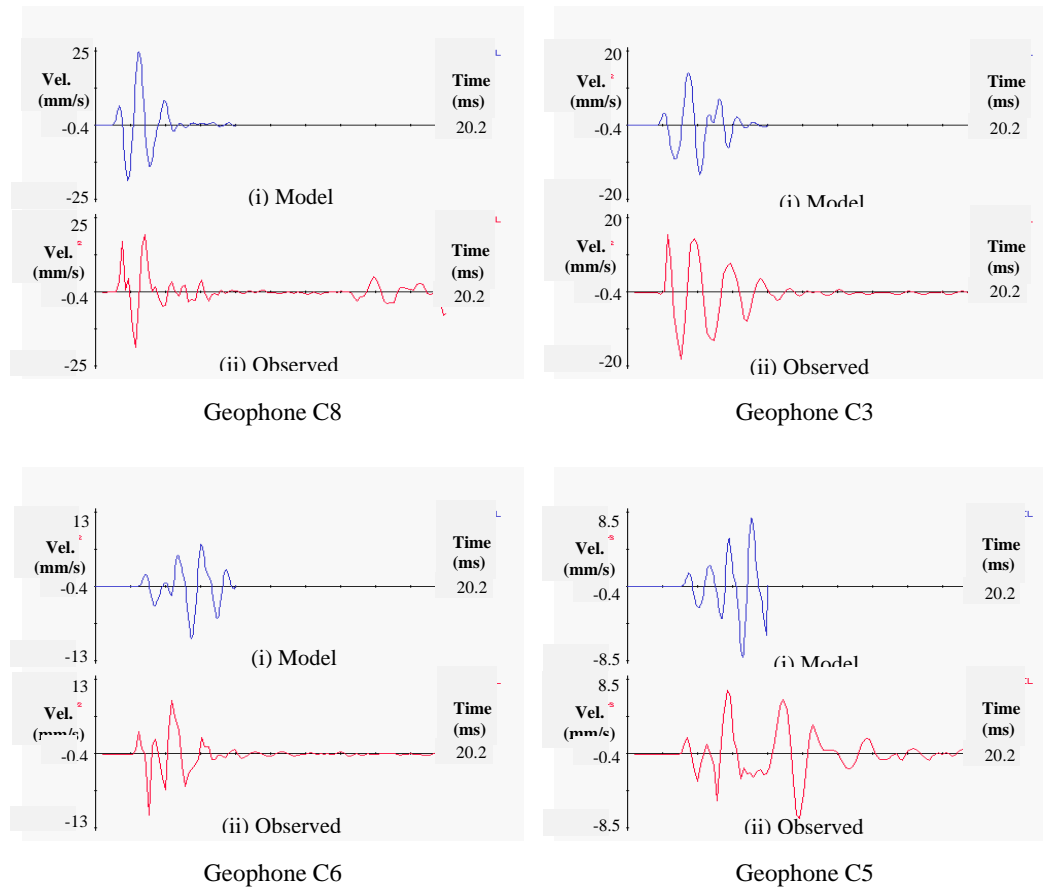 25
Vel.
(mm/s)
-0.4
-25
Time
(ms)
20.2
(i) Model
25
Vel.
(mm/s)
-0.4
-25
Time
(ms)
20.2
(ii) Observed
Geophone C8
20
Vel.
(mm/s)
-0.4
-20
Time
(ms)
20.2
(i) Model
20
Vel.
(mm/s)
-0.4
-20
Time
(ms)
20.2
(ii) Observed
Geophone C3
13
Vel.
(mm/s)
-0.4
-13
Time
(ms)
20.2
(i) Model
13
Vel.
(mm/s)
-0.4
-13
Time
(ms)
20.2
(ii) Observed
Geophone C6
8.5
Vel.
(mm/s)
-0.4
-8.5
Time
(ms)
20.2
(i) Model
8.5
Vel.
(mm/s)
-0.4
-8.5
Time
(ms)
20.2
(ii) Observed
Geophone C5